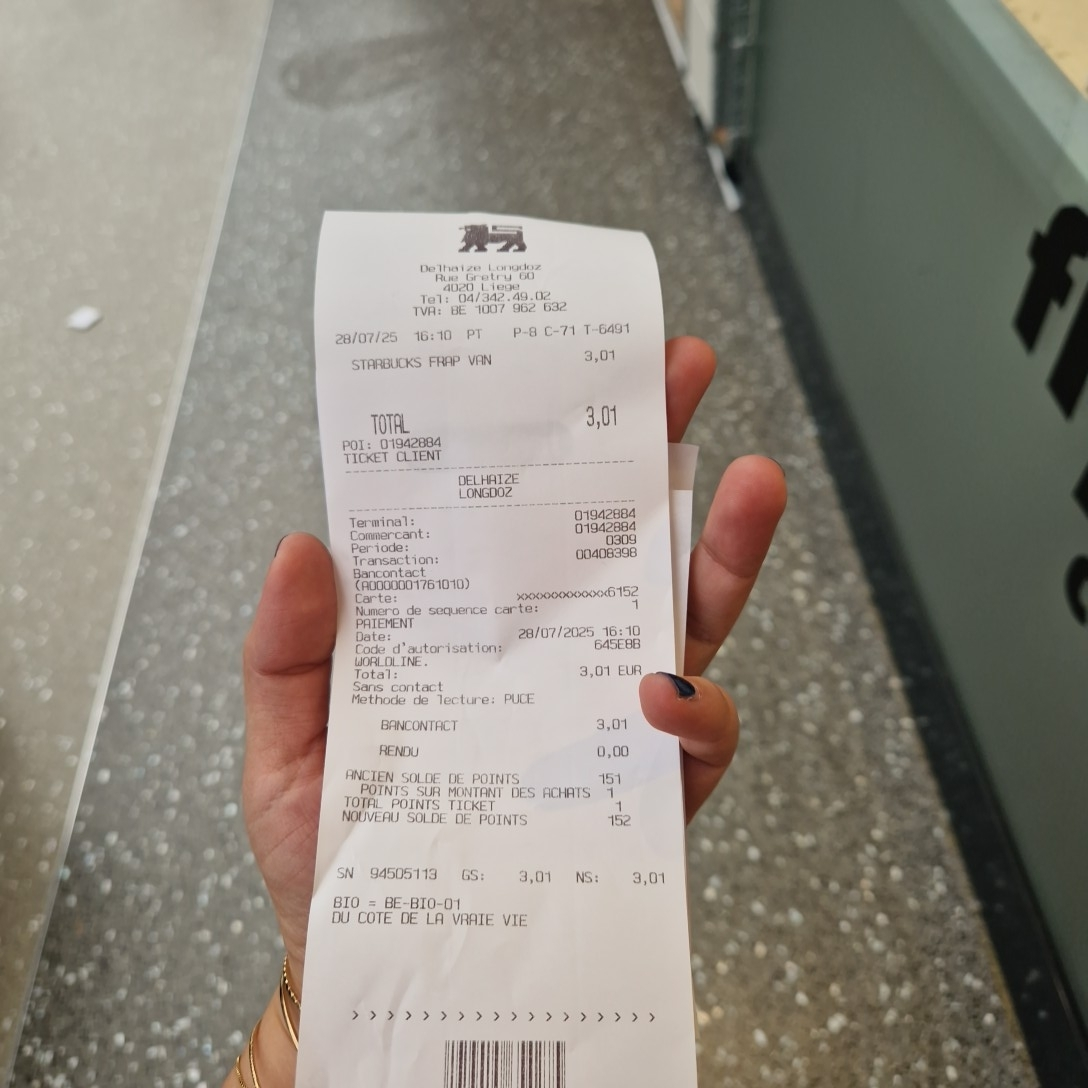 Delhaize Longdoz
Rue Gretry 60
4020 Liege
Tel: 04/342.49.02
TVA: BE 1007 962 632
28/07/25 16:10 PT P-8 C-71 T-6491
STARBUCKS FRAP VAN 3,01
TOTAL 3,01
POI: 01942884
TICKET CLIENT
DELHAIZE
LONGDOZ
Terminal: 01942884
Commercant: 01942884
Periode: 0309
Transaction: 00408398
Bancontact
(A0000001761010)
Carte: xxxxxxxxxxxxx6152
Numero de sequence carte: 1
PAIEMENT
Date: 28/07/2025 16:10
Code d'autorisation: 645E8B
WORLDLINE.
Total: 3,01 EUR
Sans contact
Methode de lecture: PUCE
BANCONTACT 3,01
RENDU 0,00
ANCIEN SOLDE DE POINTS 151
POINTS SUR MONTANT DES ACHATS 1
TOTAL POINTS TICKET 1
NOUVEAU SOLDE DE POINTS 152
SN 94505113 GS: 3,01 NS: 3,01
BIO = BE-BIO-01
DU COTE DE LA VRAIE VIE
> > > > > > > > > > > > > > > > > >